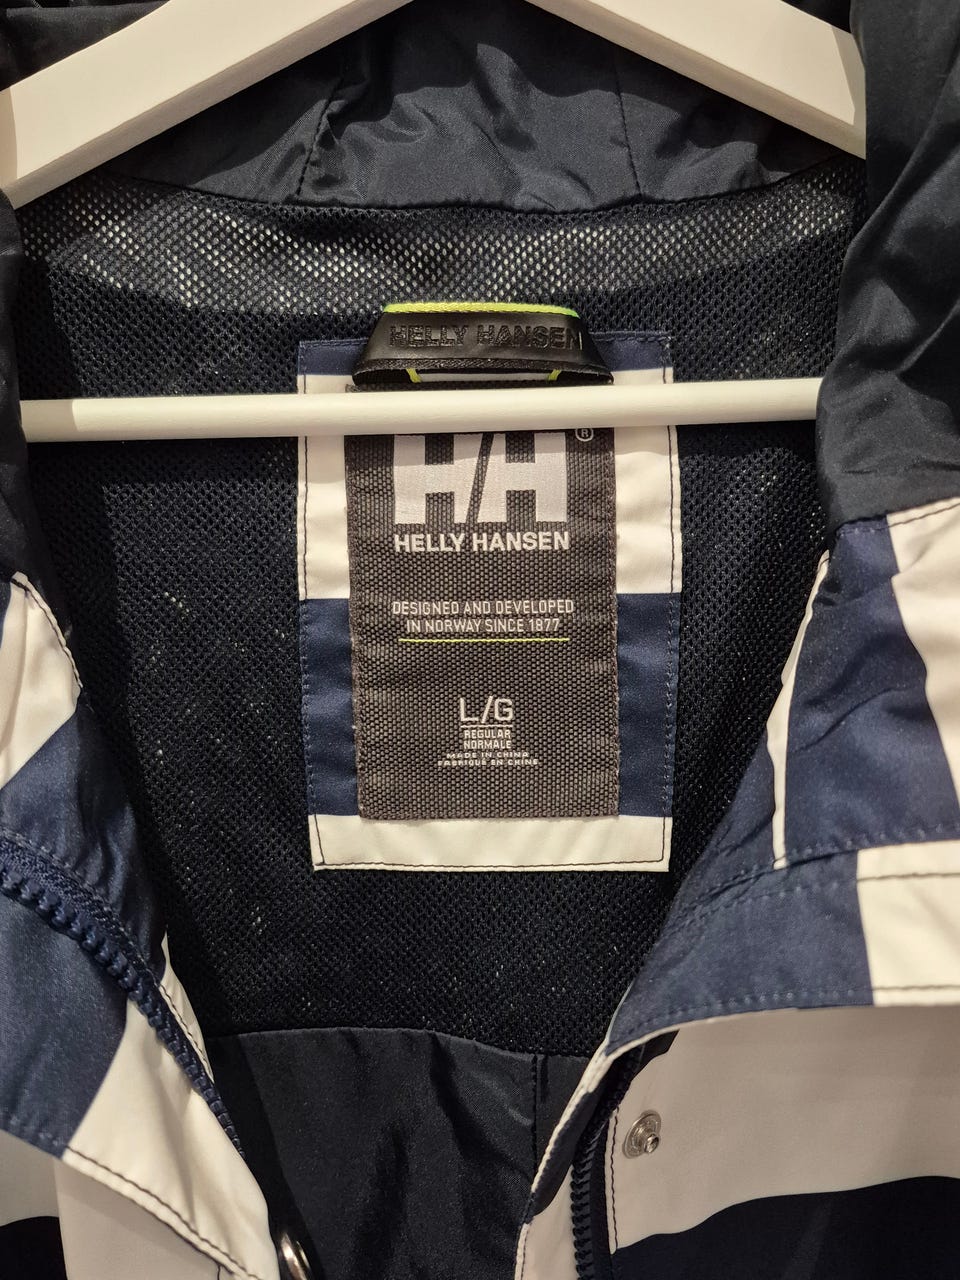 HELLY HANSEN
H/H®
HELLY HANSEN
DESIGNED AND DEVELOPED
IN NORWAY SINCE 1877
L/G
REGULAR
NORMALE
MADE IN CHINA
FABRIQUÉ EN CHINE